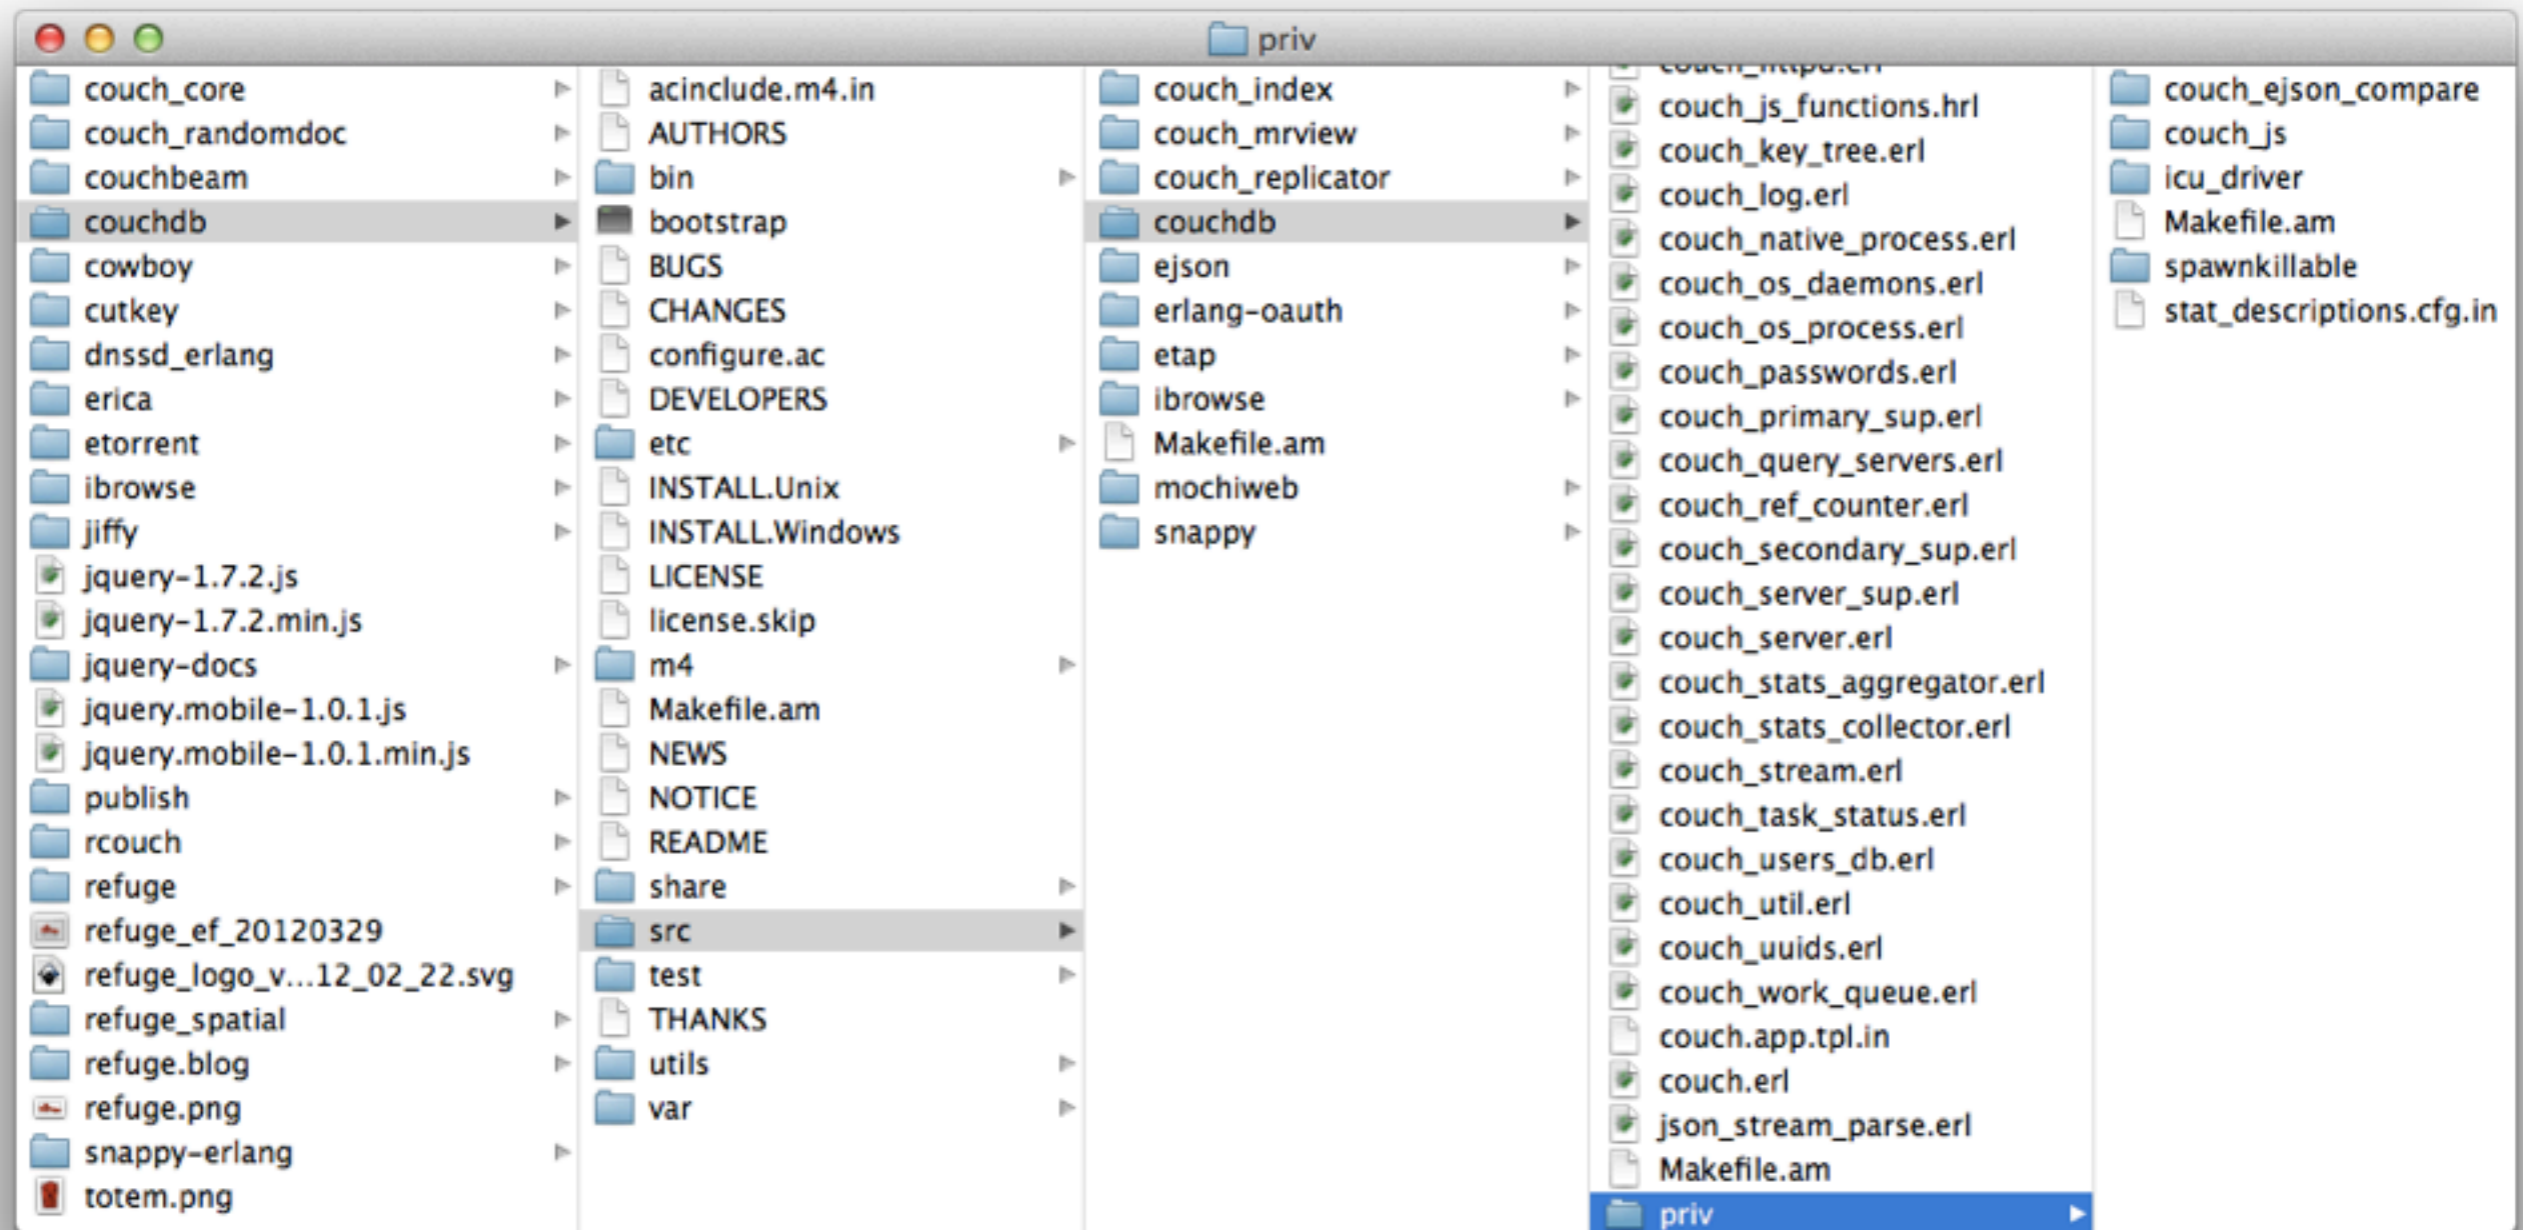 priv
couch_core
couch_randomdoc
couchbeam
couchdb
cowboy
cutkey
dnssd_erlang
erica
etorrent
ibrowse
jiffy
jquery-1.7.2.js
jquery-1.7.2.min.js
jquery-docs
jquery.mobile-1.0.1.js
jquery.mobile-1.0.1.min.js
publish
rcouch
refuge
refuge_ef_20120329
refuge_logo_v...12_02_22.svg
refuge_spatial
refuge.blog
refuge.png
snappy-erlang
totem.png
acinclude.m4.in
AUTHORS
bin
bootstrap
BUGS
CHANGES
configure.ac
DEVELOPERS
etc
INSTALL.Unix
INSTALL.Windows
LICENSE
license.skip
m4
Makefile.am
NEWS
NOTICE
README
share
src
test
THANKS
utils
var
couch_index
couch_mrview
couch_replicator
couchdb
ejson
erlang-oauth
etap
ibrowse
Makefile.am
mochiweb
snappy
couch_httpd.erl
couch_js_functions.hrl
couch_key_tree.erl
couch_log.erl
couch_native_process.erl
couch_os_daemons.erl
couch_os_process.erl
couch_passwords.erl
couch_primary_sup.erl
couch_query_servers.erl
couch_ref_counter.erl
couch_secondary_sup.erl
couch_server_sup.erl
couch_server.erl
couch_stats_aggregator.erl
couch_stats_collector.erl
couch_stream.erl
couch_task_status.erl
couch_users_db.erl
couch_util.erl
couch_uuids.erl
couch_work_queue.erl
couch.app.tpl.in
couch.erl
json_stream_parse.erl
Makefile.am
priv
couch_ejson_compare
couch_js
icu_driver
Makefile.am
spawnkillable
stat_descriptions.cfg.in